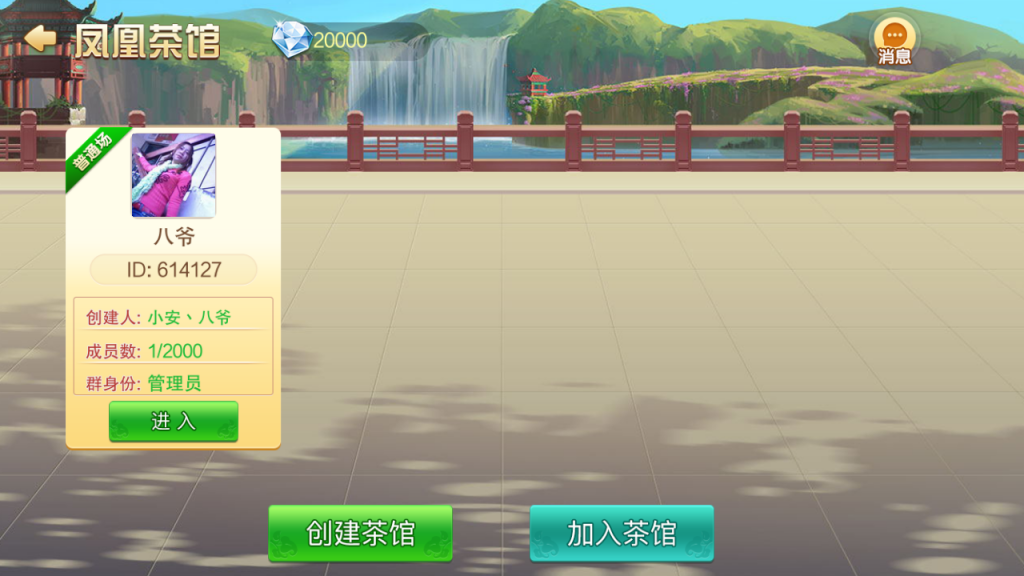 凤凰茶馆
20000
消息
普通场
八爷
ID: 614127
创建人: 小安丶八爷
成员数: 1/2000
群身份: 管理员
进入
创建茶馆
加入茶馆